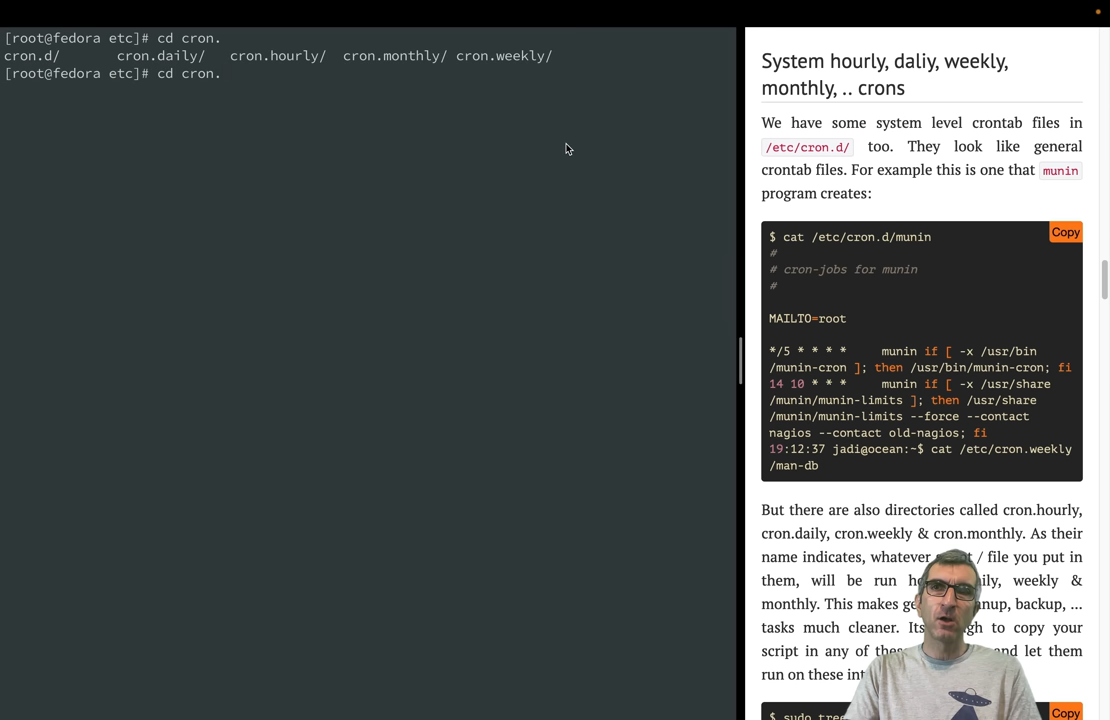 [root@fedora etc]# cd cron.
cron.d/ cron.daily/ cron.hourly/ cron.monthly/ cron.weekly/
[root@fedora etc]# cd cron.
System hourly, daliy, weekly,
monthly, .. crons
We have some system level crontab files in
/etc/cron.d/ too. They look like general
crontab files. For example this is one that munin
program creates:
Copy
$ cat /etc/cron.d/munin
#
# cron-jobs for munin
#
MAILTO=root
*/5 * * * * munin if [ -x /usr/bin
/munin-cron ]; then /usr/bin/munin-cron; fi
14 10 * * * munin if [ -x /usr/share
/munin/munin-limits ]; then /usr/share
/munin/munin-limits --force --contact
nagios --contact old-nagios; fi
19:12:37 jadi@ocean:~$ cat /etc/cron.weekly
/man-db
But there are also directories called cron.hourly,
cron.daily, cron.weekly & cron.monthly. As their
name indicates, whatever / file you put in
them, will be run weekly &
monthly. This makes backup, ...
tasks much cleaner. Its to copy your
script in any of and let them
run on these
Copy
$ sudo tree